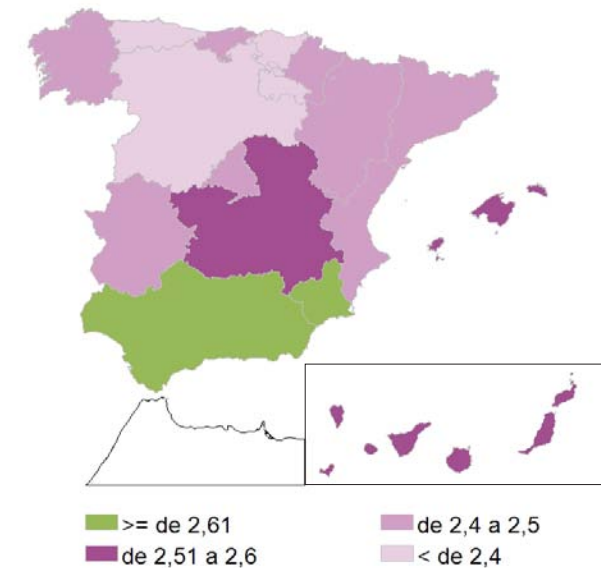 >= de 2,61
de 2,51 a 2,6
de 2,4 a 2,5
< de 2,4